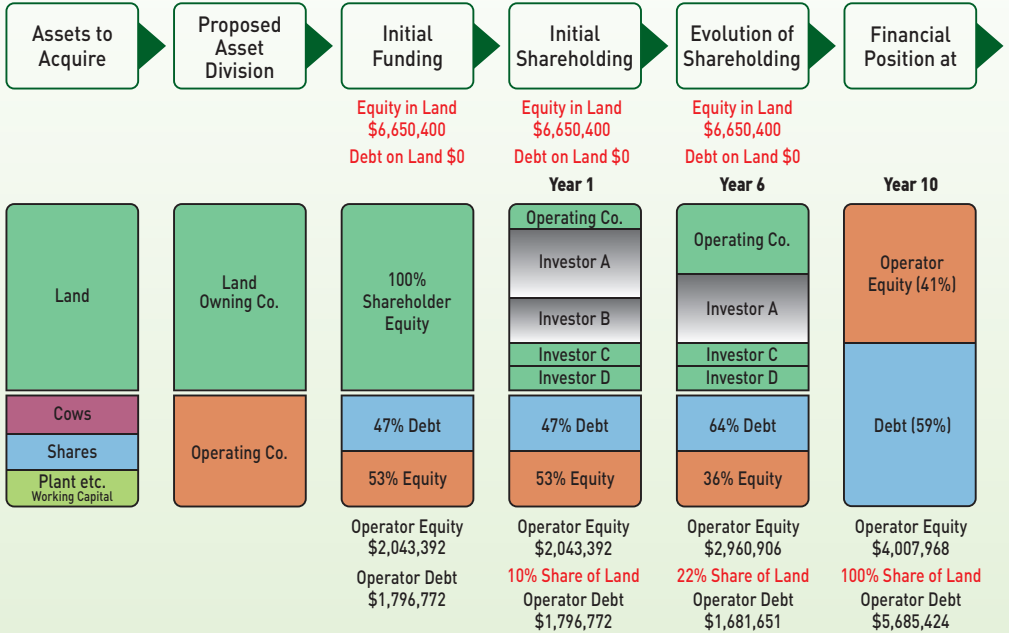 Assets to
Acquire
Proposed
Asset
Division
Initial
Funding
Initial
Shareholding
Evolution of
Shareholding
Financial
Position at
Equity in Land
$6,650,400
Debt on Land $0
Equity in Land
$6,650,400
Debt on Land $0
Equity in Land
$6,650,400
Debt on Land $0
Year 1
Year 6
Year 10
Land
Cows
Shares
Plant etc.
Working Capital
Land
Owning Co.
Operating Co.
100%
Shareholder
Equity
47% Debt
53% Equity
Operating Co.
Investor A
Investor B
Investor C
Investor D
47% Debt
53% Equity
Operating Co.
Investor A
Investor C
Investor D
64% Debt
36% Equity
Operator
Equity (41%)
Debt (59%)
Operator Equity
$2,043,392
Operator Debt
$1,796,772
Operator Equity
$2,043,392
10% Share of Land
Operator Debt
$1,796,772
Operator Equity
$2,960,906
22% Share of Land
Operator Debt
$1,681,651
Operator Equity
$4,007,968
100% Share of Land
Operator Debt
$5,685,424